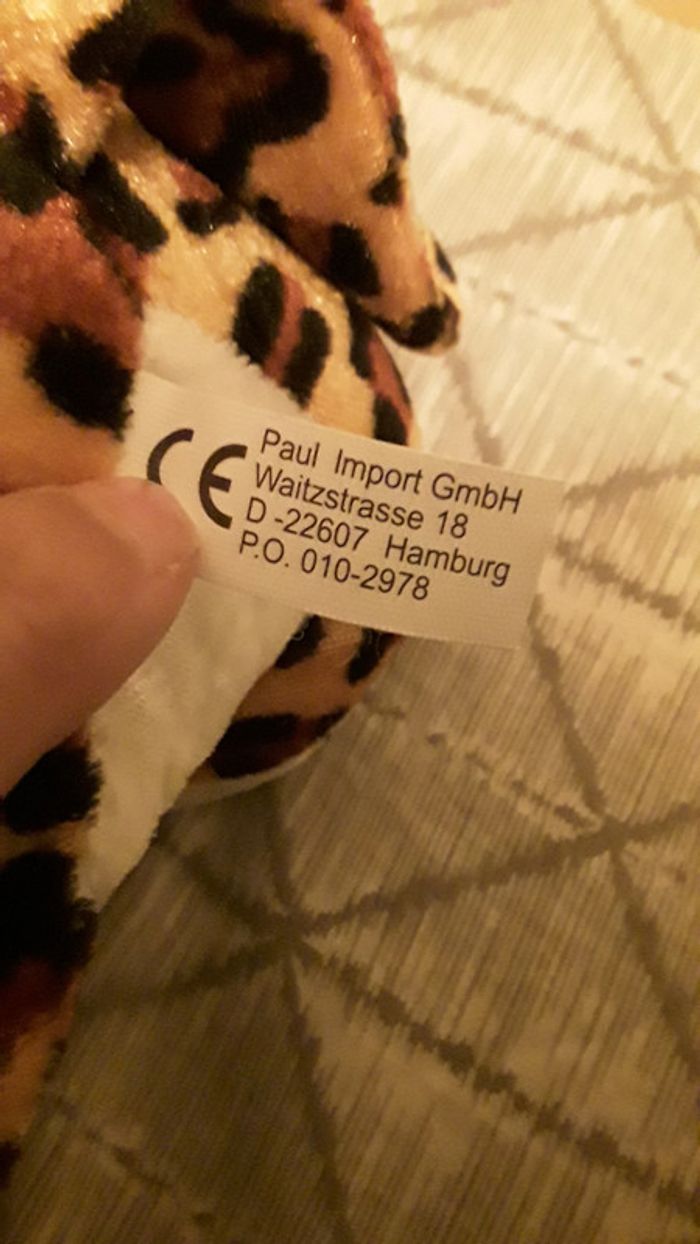 CE
Paul Import GmbH
Waitzstrasse 18
D -22607 Hamburg
P.O. 010-2978